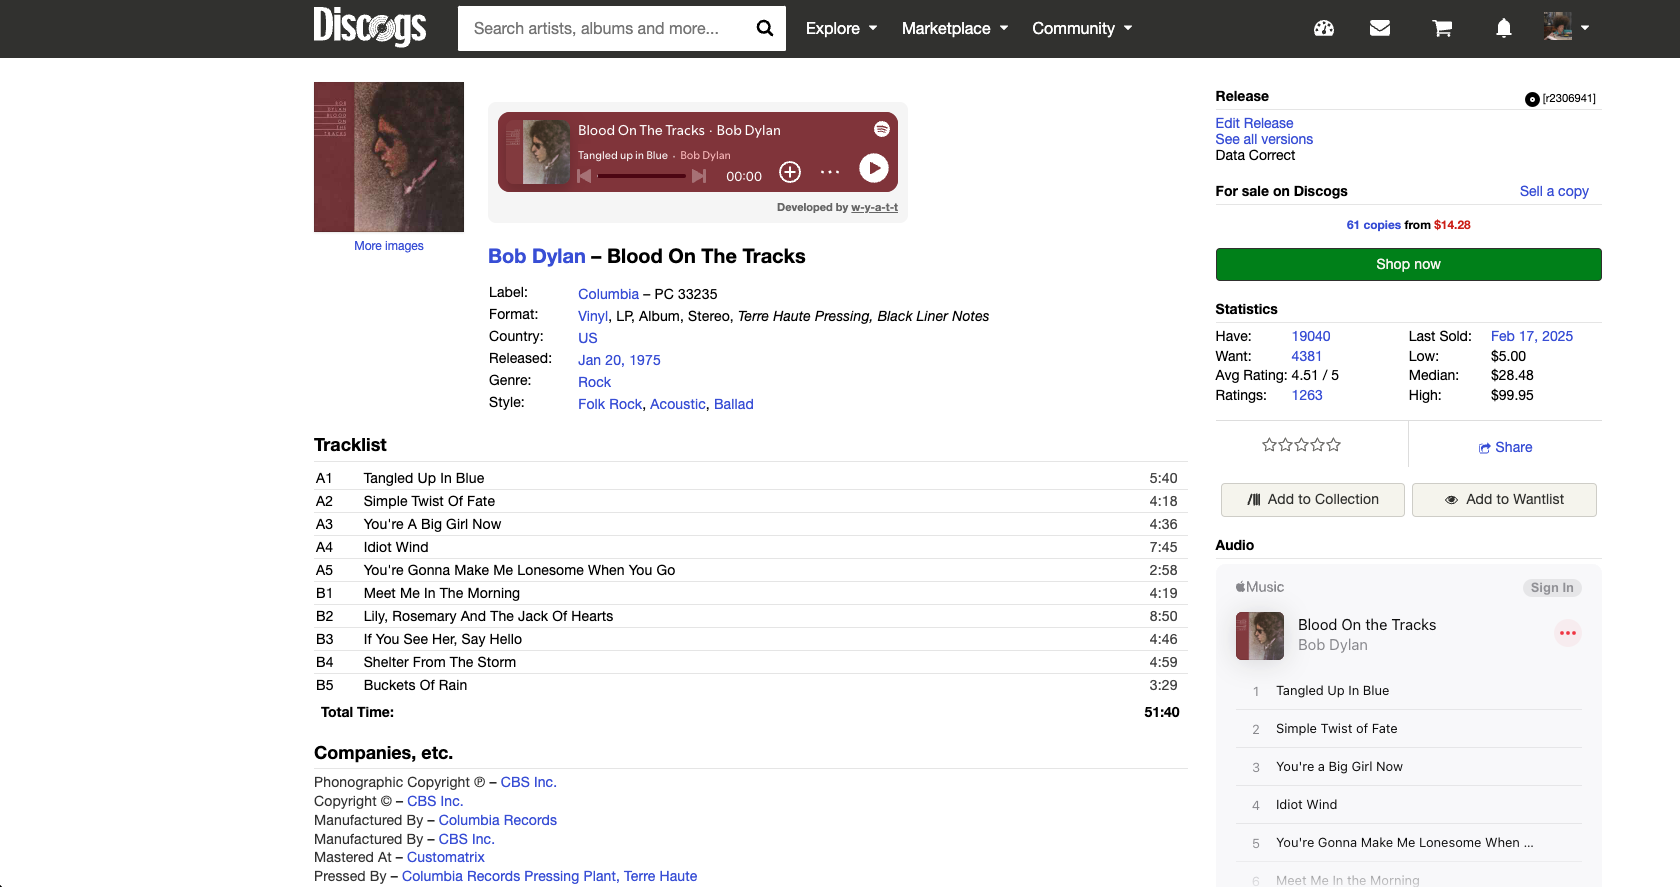 Discogs
Search artists, albums and more...
Explore
Marketplace
Community
BOB
DYLAN
BLOOD
ON
THE
TRACKS
More images
Blood On The Tracks · Bob Dylan
Tangled up in Blue · Bob Dylan
00:00
Developed by w-y-a-t-t
Bob Dylan – Blood On The Tracks
Label: Columbia – PC 33235
Format: Vinyl, LP, Album, Stereo, Terre Haute Pressing, Black Liner Notes
Country: US
Released: Jan 20, 1975
Genre: Rock
Style: Folk Rock, Acoustic, Ballad
Tracklist
A1 Tangled Up In Blue 5:40
A2 Simple Twist Of Fate 4:18
A3 You're A Big Girl Now 4:36
A4 Idiot Wind 7:45
A5 You're Gonna Make Me Lonesome When You Go 2:58
B1 Meet Me In The Morning 4:19
B2 Lily, Rosemary And The Jack Of Hearts 8:50
B3 If You See Her, Say Hello 4:46
B4 Shelter From The Storm 4:59
B5 Buckets Of Rain 3:29
Total Time: 51:40
Companies, etc.
Phonographic Copyright ℗ – CBS Inc.
Copyright © – CBS Inc.
Manufactured By – Columbia Records
Manufactured By – CBS Inc.
Mastered At – Customatrix
Pressed By – Columbia Records Pressing Plant, Terre Haute
Release [r2306941]
Edit Release
See all versions
Data Correct
For sale on Discogs Sell a copy
61 copies from $14.28
Shop now
Statistics
Have: 19040 Last Sold: Feb 17, 2025
Want: 4381 Low: $5.00
Avg Rating: 4.51 / 5 Median: $28.48
Ratings: 1263 High: $99.95
Share
Add to Collection Add to Wantlist
Audio
Music Sign In
Blood On the Tracks
Bob Dylan
1 Tangled Up In Blue
2 Simple Twist of Fate
3 You're a Big Girl Now
4 Idiot Wind
5 You're Gonna Make Me Lonesome When ...
6 Meet Me In the Morning